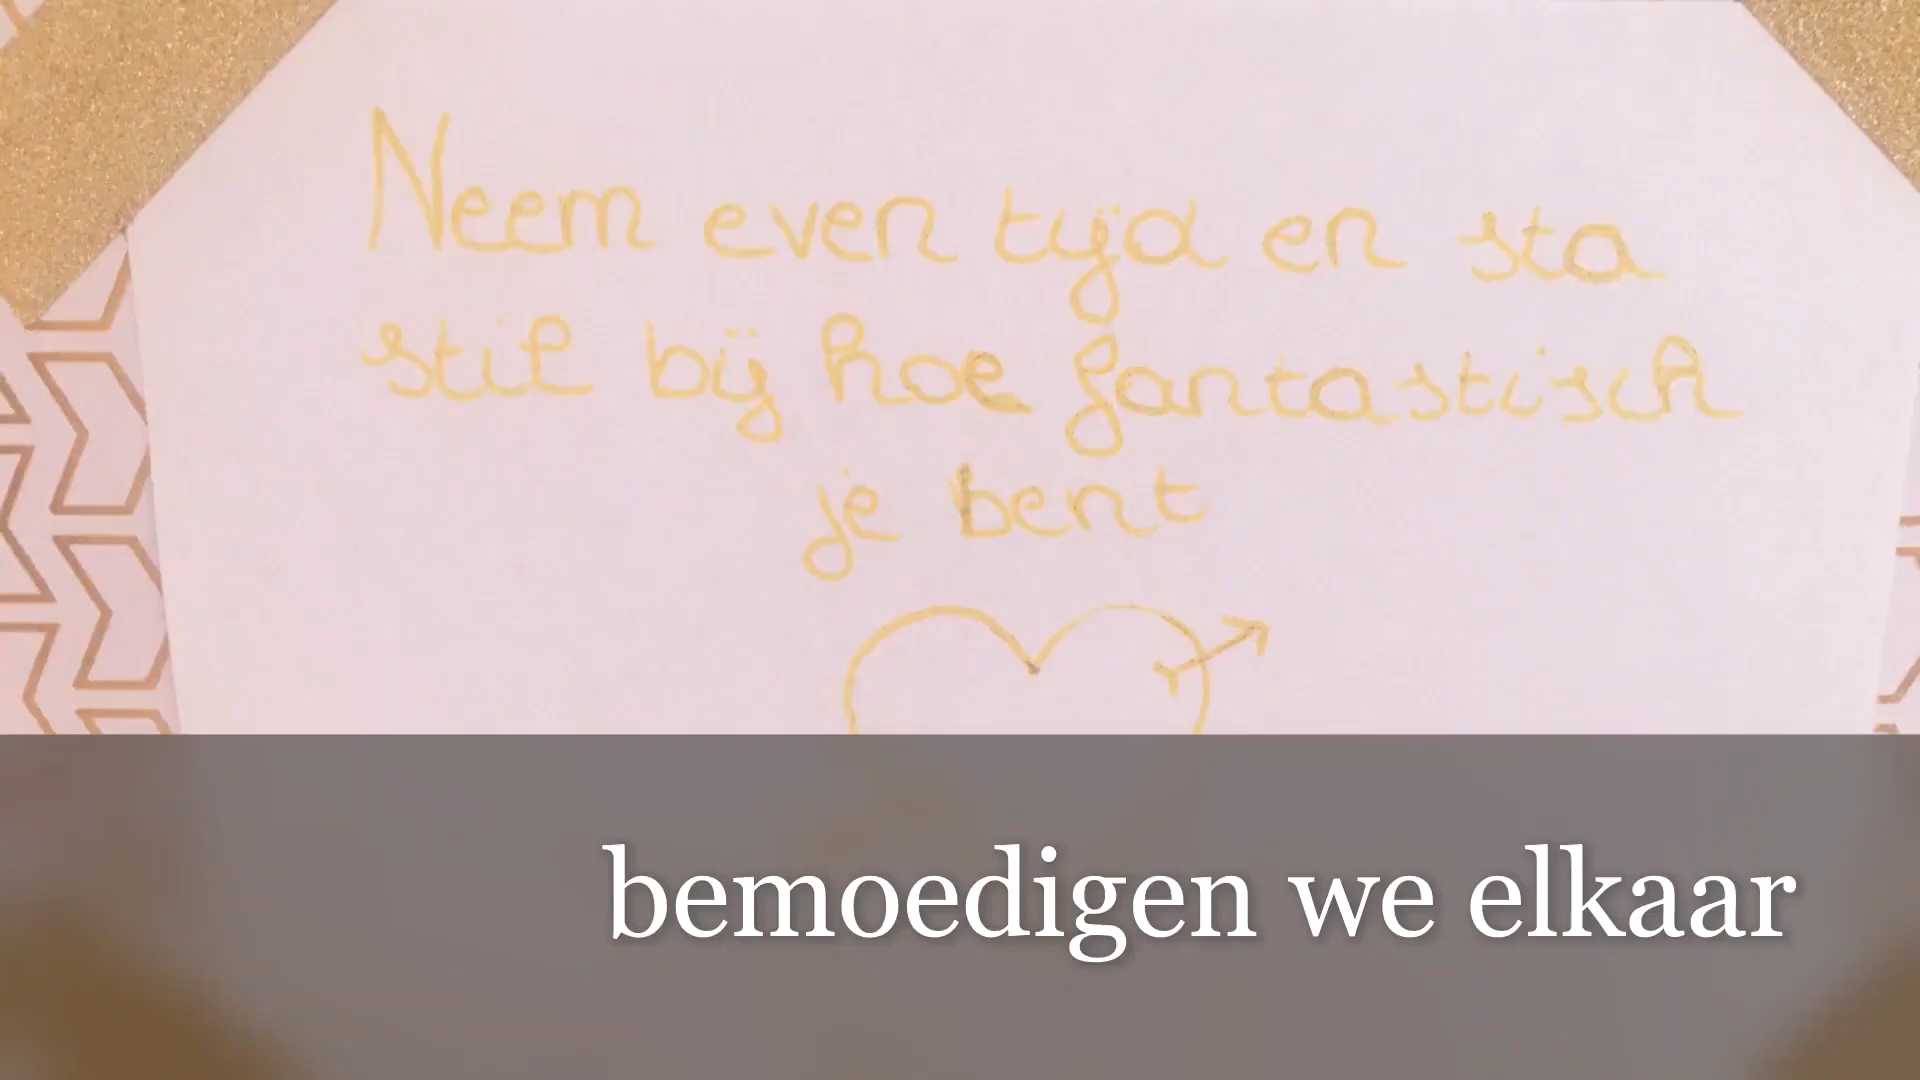 Neem even tijd en sta
stil bij hoe fantastisch
je bent
bemoedigen we elkaar